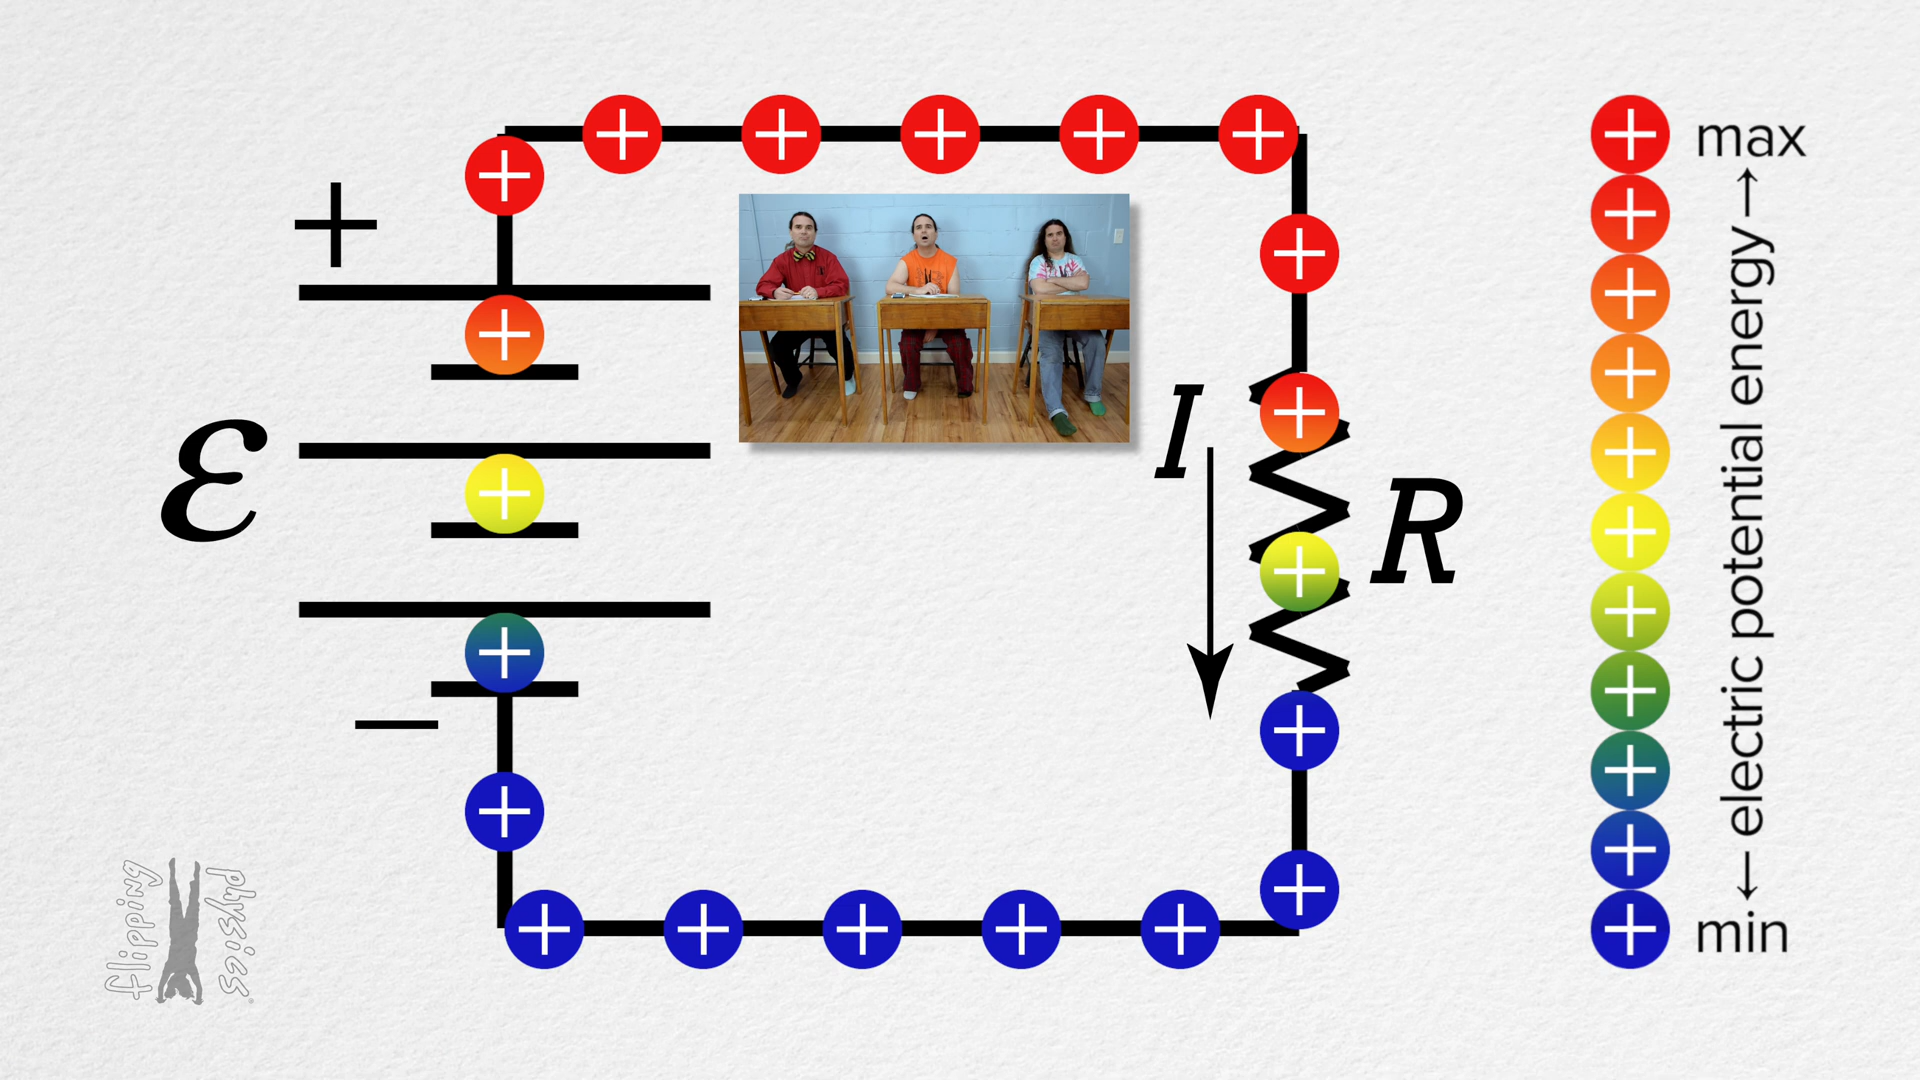 +
ε
−
I
R
max
← electric potential energy →
min
flipping
physics